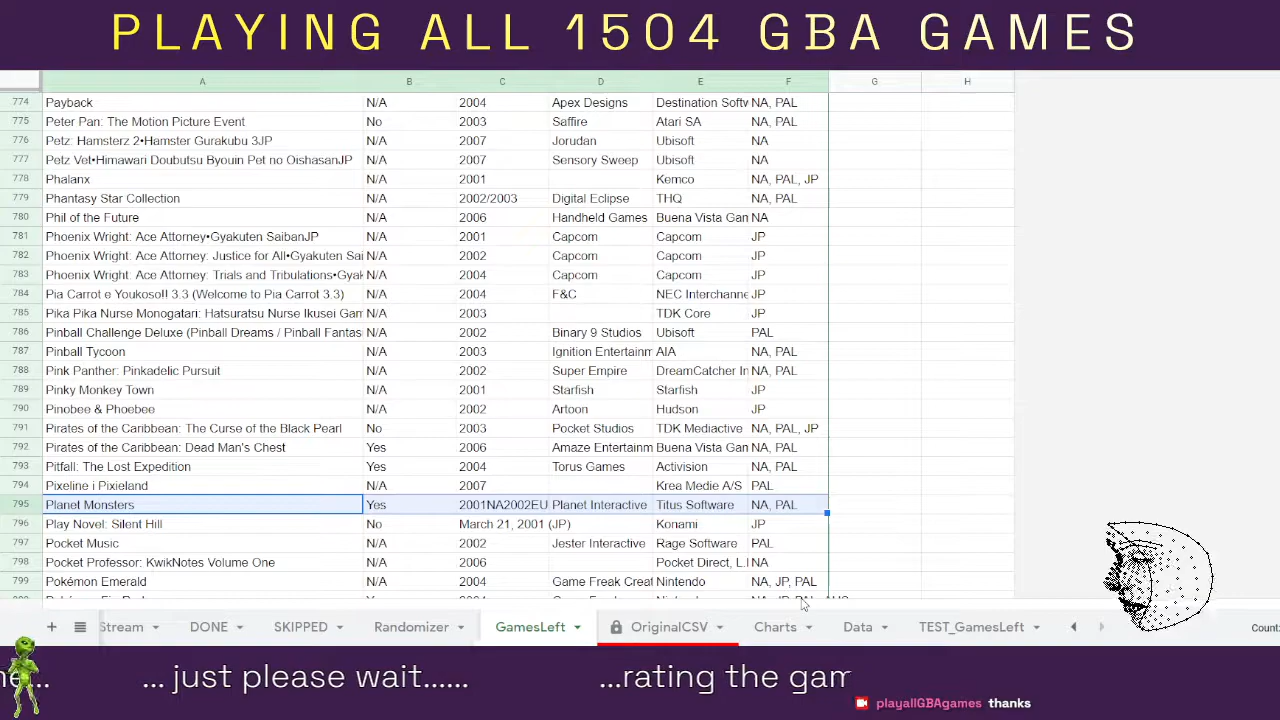 PLAYING ALL 1504 GBA GAMES
A B C D E F G H
774 Payback N/A 2004 Apex Designs Destination Softw NA, PAL
775 Peter Pan: The Motion Picture Event No 2003 Saffire Atari SA NA, PAL
776 Petz: Hamsterz 2•Hamster Gurakubu 3JP N/A 2007 Jorudan Ubisoft NA
777 Petz Vet•Himawari Doubutsu Byouin Pet no OishasanJP N/A 2007 Sensory Sweep Ubisoft NA
778 Phalanx N/A 2001 Kemco NA, PAL, JP
779 Phantasy Star Collection N/A 2002/2003 Digital Eclipse THQ NA, PAL
780 Phil of the Future N/A 2006 Handheld Games Buena Vista Gan NA
781 Phoenix Wright: Ace Attorney•Gyakuten SaibanJP N/A 2001 Capcom Capcom JP
782 Phoenix Wright: Ace Attorney: Justice for All•Gyakuten Sai N/A 2002 Capcom Capcom JP
783 Phoenix Wright: Ace Attorney: Trials and Tribulations•Gyak N/A 2004 Capcom Capcom JP
784 Pia Carrot e Youkoso!! 3.3 (Welcome to Pia Carrot 3.3) N/A 2004 F&C NEC Interchanne JP
785 Pika Pika Nurse Monogatari: Hatsuratsu Nurse Ikusei Gam N/A 2003 TDK Core JP
786 Pinball Challenge Deluxe (Pinball Dreams / Pinball Fantas N/A 2002 Binary 9 Studios Ubisoft PAL
787 Pinball Tycoon N/A 2003 Ignition Entertainm AIA NA, PAL
788 Pink Panther: Pinkadelic Pursuit N/A 2002 Super Empire DreamCatcher In NA, PAL
789 Pinky Monkey Town N/A 2001 Starfish Starfish JP
790 Pinobee & Phoebee N/A 2002 Artoon Hudson JP
791 Pirates of the Caribbean: The Curse of the Black Pearl No 2003 Pocket Studios TDK Mediactive NA, PAL, JP
792 Pirates of the Caribbean: Dead Man's Chest Yes 2006 Amaze Entertainm Buena Vista Gan NA, PAL
793 Pitfall: The Lost Expedition Yes 2004 Torus Games Activision NA, PAL
794 Pixeline i Pixieland N/A 2007 Krea Medie A/S PAL
795 Planet Monsters Yes 2001NA2002EU Planet Interactive Titus Software NA, PAL
796 Play Novel: Silent Hill No March 21, 2001 (JP) Konami JP
797 Pocket Music N/A 2002 Jester Interactive Rage Software PAL
798 Pocket Professor: KwikNotes Volume One N/A 2006 Pocket Direct, L.I NA
799 Pokémon Emerald N/A 2004 Game Freak Creat Nintendo NA, JP, PAL
+ Stream DONE SKIPPED Randomizer GamesLeft OriginalCSV Charts Data TEST_GamesLeft Count:
... just please wait...... ...rating the gam
playallGBAgames thanks